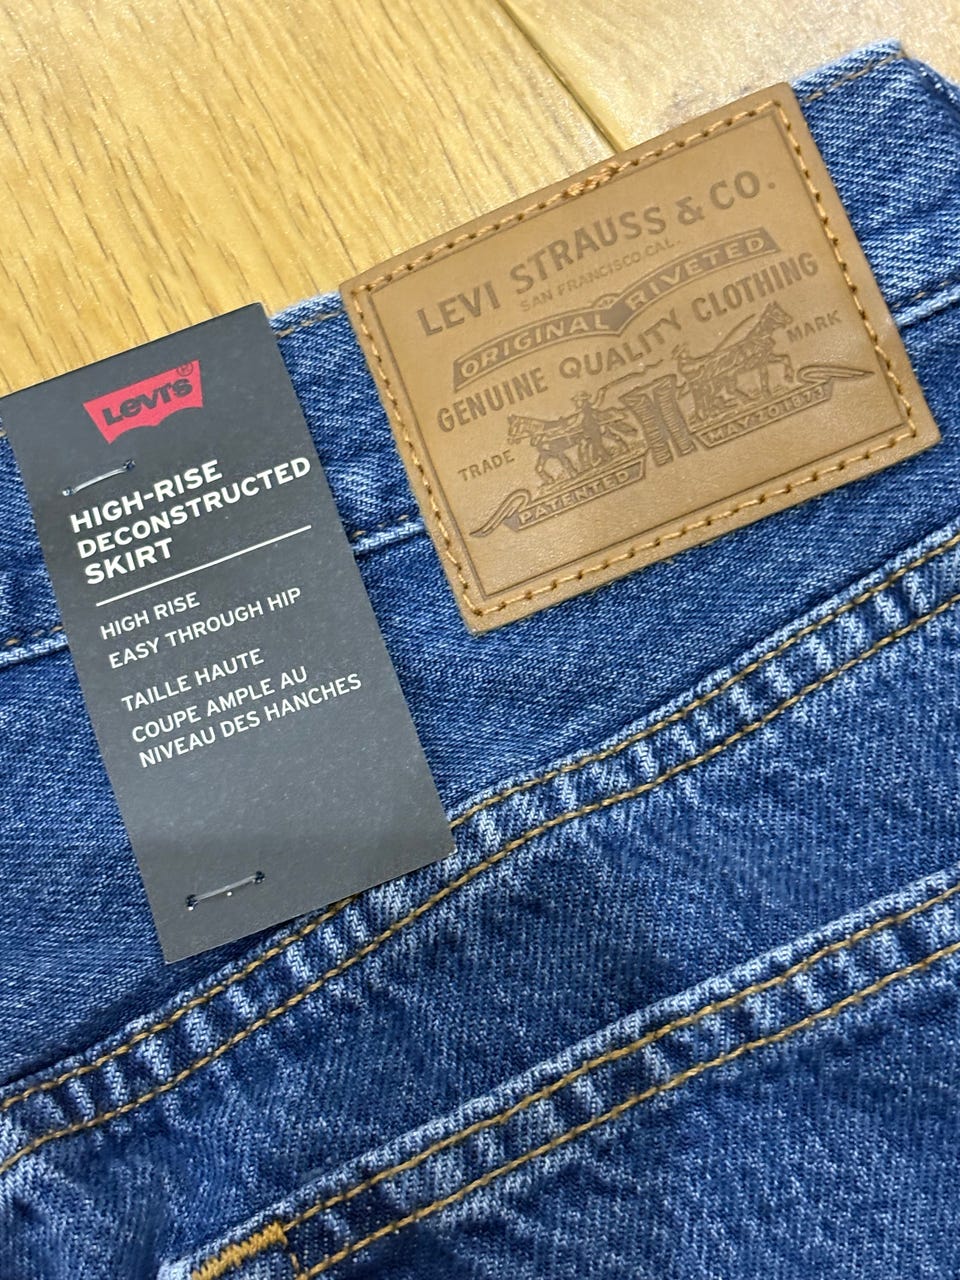 Levi's®
HIGH-RISE
DECONSTRUCTED
SKIRT
HIGH RISE
EASY THROUGH HIP
TAILLE HAUTE
COUPE AMPLE AU
NIVEAU DES HANCHES
LEVI STRAUSS & CO.
SAN FRANCISCO, CAL.
ORIGINAL RIVETED
GENUINE QUALITY CLOTHING
TRADE MARK
PATENTED MAY 20 1873